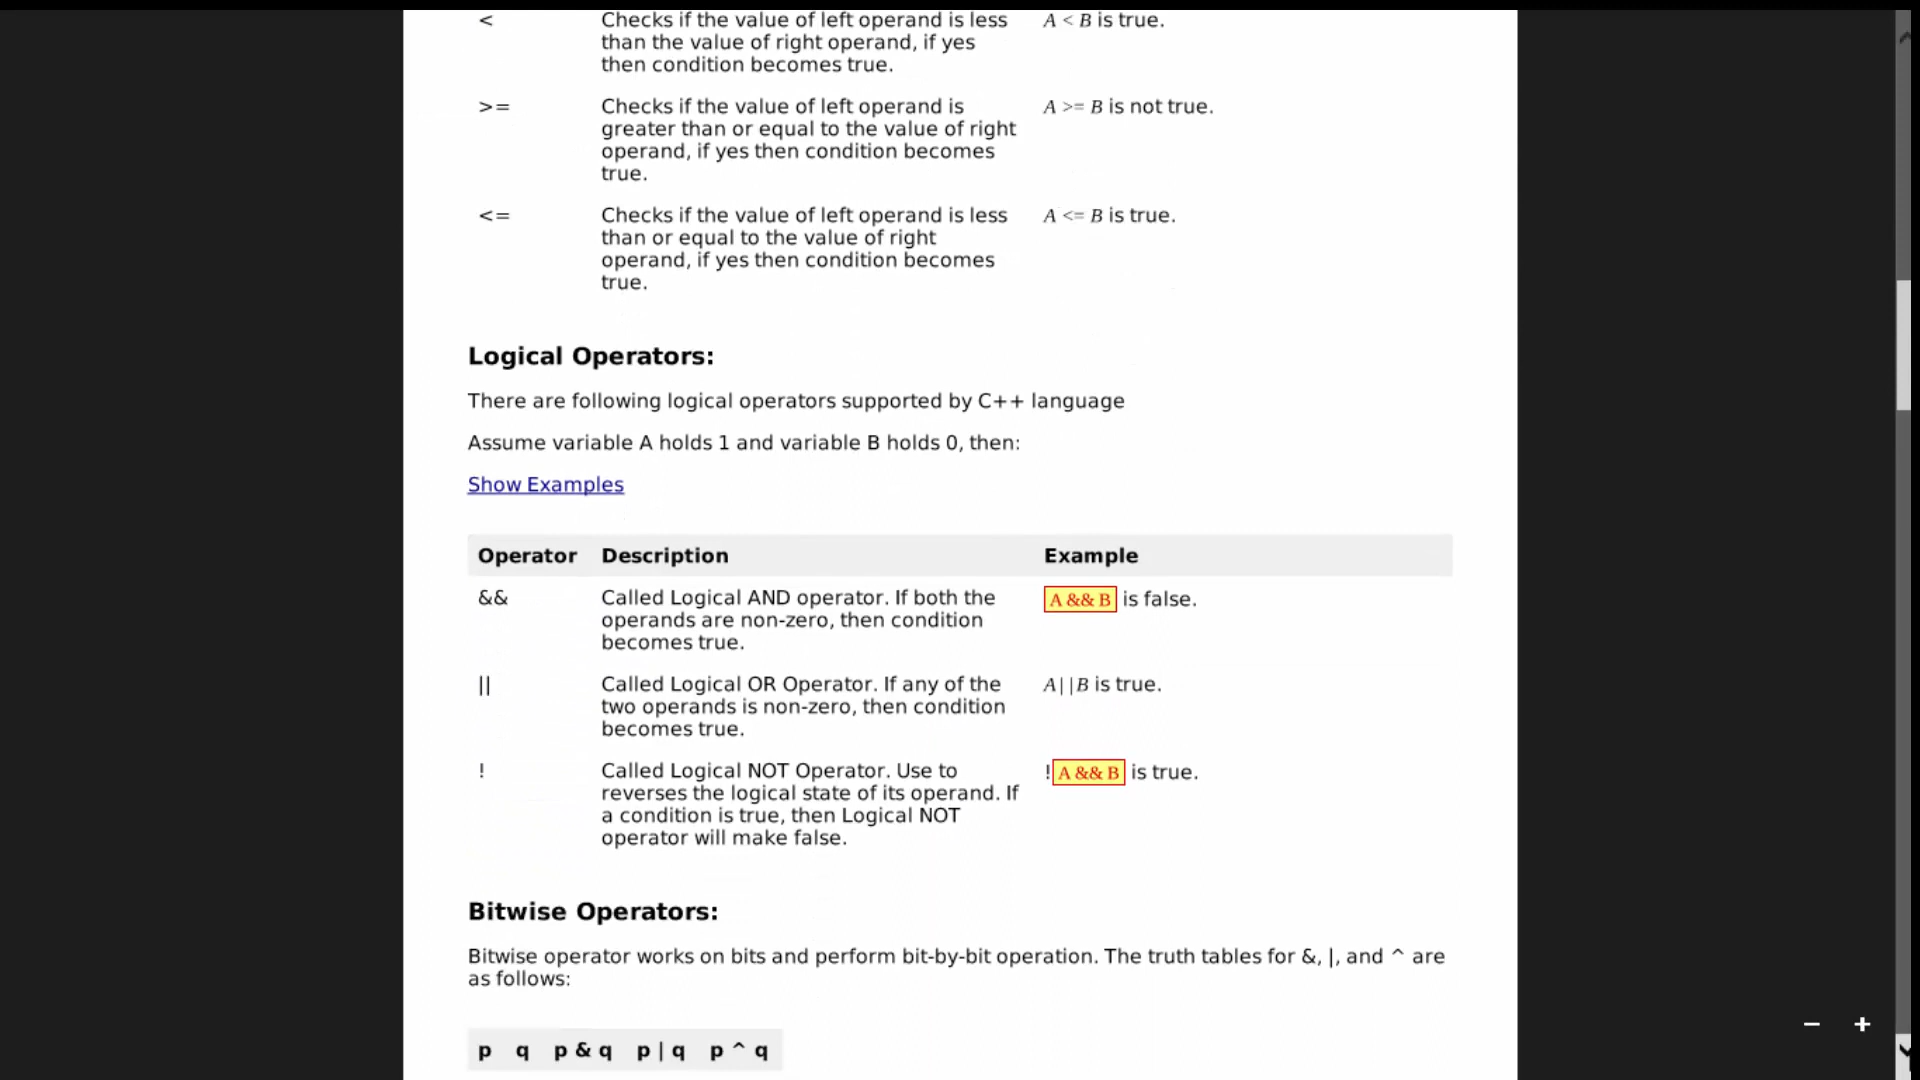 < Checks if the value of left operand is less A < B is true.
than the value of right operand, if yes
then condition becomes true.
>= Checks if the value of left operand is A >= B is not true.
greater than or equal to the value of right
operand, if yes then condition becomes
true.
<= Checks if the value of left operand is less A <= B is true.
than or equal to the value of right
operand, if yes then condition becomes
true.
Logical Operators:
There are following logical operators supported by C++ language
Assume variable A holds 1 and variable B holds 0, then:
Show Examples
Operator Description Example
&& Called Logical AND operator. If both the A && B is false.
operands are non-zero, then condition
becomes true.
|| Called Logical OR Operator. If any of the A||B is true.
two operands is non-zero, then condition
becomes true.
! Called Logical NOT Operator. Use to !A && B is true.
reverses the logical state of its operand. If
a condition is true, then Logical NOT
operator will make false.
Bitwise Operators:
Bitwise operator works on bits and perform bit-by-bit operation. The truth tables for &, |, and ^ are
as follows:
p q p & q p | q p ^ q